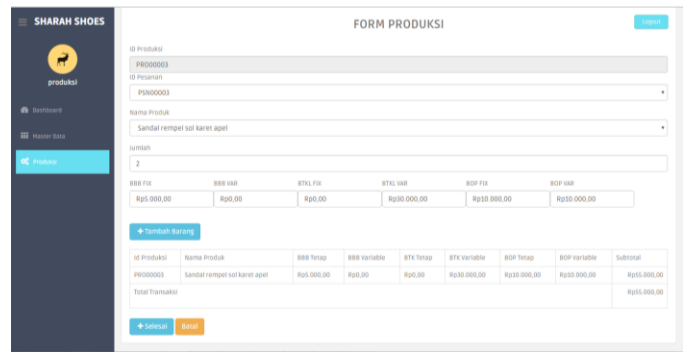 SHARAH SHOES
FORM PRODUKSI
Logout
produksi
Dashboard
Master Data
Produksi
ID Produksi
PRO00003
ID Pesanan
PSN00003
Nama Produk
Sandal rempel sol karet apel
Jumlah
2
BBB FIX BBB VAR BTKL FIX BTKL VAR BOP FIX BOP VAR
Rp5.000,00 Rp0,00 Rp0,00 Rp30.000,00 Rp10.000,00 Rp10.000,00
+ Tambah Barang
Id Produksi Nama Produk BBB Tetap BBB Variable BTK Tetap BTK Variable BOP Tetap BOP Variable Subtotal
PRO00003 Sandal rempel sol karet apel Rp5.000,00 Rp0,00 Rp0,00 Rp30.000,00 Rp10.000,00 Rp10.000,00 Rp55.000,00
Total Transaksi Rp55.000,00
+ Selesai Batal